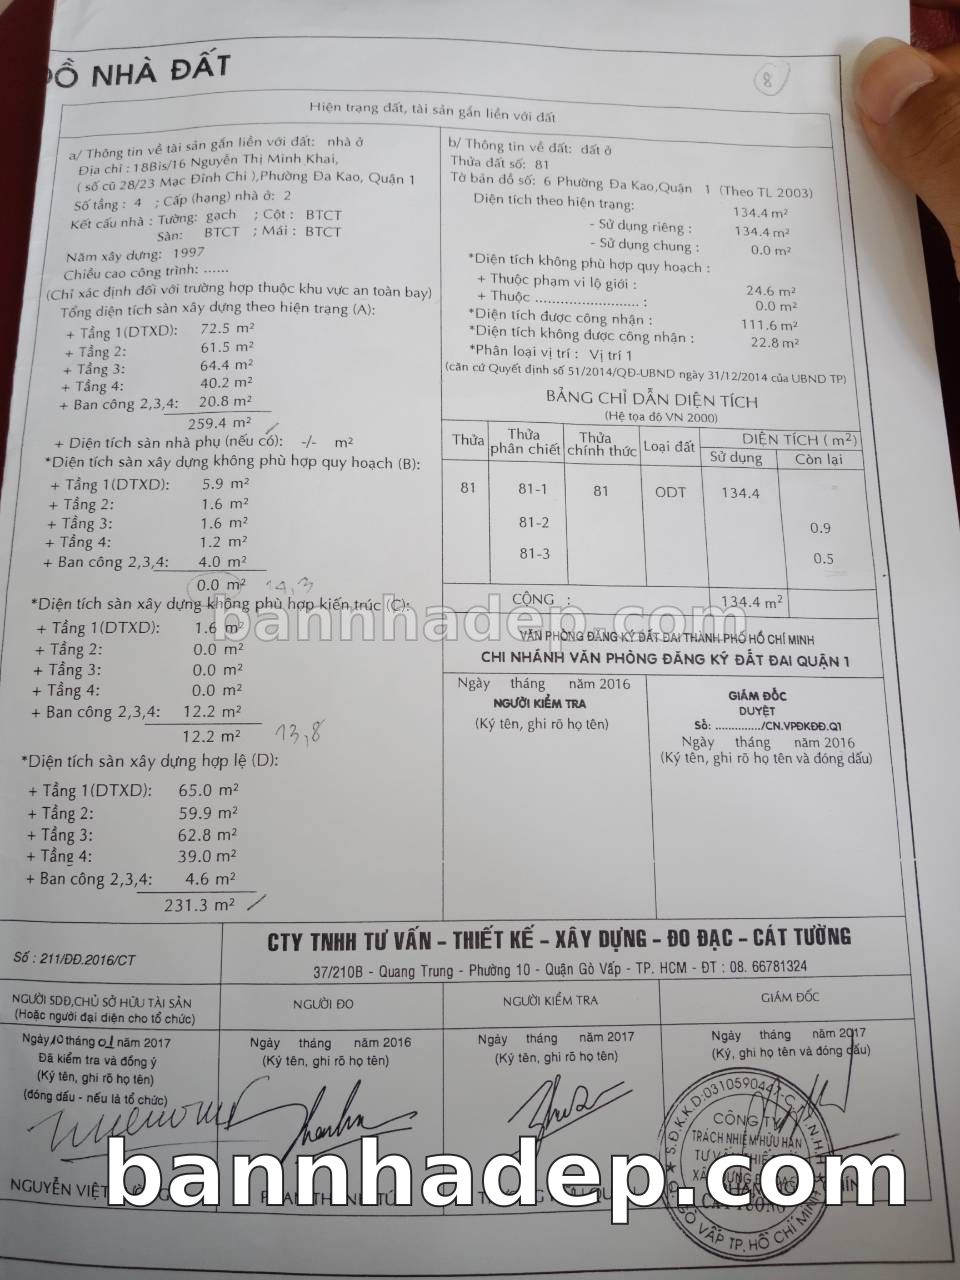 ĐỒ NHÀ ĐẤT
8
Hiện trạng đất, tài sản gắn liền với đất
a/ Thông tin về tài sản gắn liền với đất: nhà ở
Địa chỉ : 18Bis/16 Nguyễn Thị Minh Khai,
( số cũ 28/23 Mạc Đĩnh Chi ),Phường Đa Kao, Quận 1
Số tầng : 4 ; Cấp (hạng) nhà ở: 2
Kết cấu nhà : Tường: gạch ; Cột : BTCT
Sàn: BTCT ; Mái : BTCT
Năm xây dựng: 1997
Chiều cao công trình: ......
(Chỉ xác định đối với trường hợp thuộc khu vực an toàn bay)
Tổng diện tích sàn xây dựng theo hiện trạng (A):
+ Tầng 1(DTXD): 72.5 m²
+ Tầng 2: 61.5 m²
+ Tầng 3: 64.4 m²
+ Tầng 4: 40.2 m²
+ Ban công 2,3,4: 20.8 m²
259.4 m²
+ Diện tích sàn nhà phụ (nếu có): -/- m²
*Diện tích sàn xây dựng không phù hợp quy hoạch (B):
+ Tầng 1(DTXD): 5.9 m²
+ Tầng 2: 1.6 m²
+ Tầng 3: 1.6 m²
+ Tầng 4: 1.2 m²
+ Ban công 2,3,4: 4.0 m²
0.0 m² 14,3
*Diện tích sàn xây dựng không phù hợp kiến trúc (C):
+ Tầng 1(DTXD): 1.6 m²
+ Tầng 2: 0.0 m²
+ Tầng 3: 0.0 m²
+ Tầng 4: 0.0 m²
+ Ban công 2,3,4: 12.2 m²
12.2 m² 13,8
*Diện tích sàn xây dựng hợp lệ (D):
+ Tầng 1(DTXD): 65.0 m²
+ Tầng 2: 59.9 m²
+ Tầng 3: 62.8 m²
+ Tầng 4: 39.0 m²
+ Ban công 2,3,4: 4.6 m²
231.3 m²
b/ Thông tin về đất: đất ở
Thửa đất số: 81
Tờ bản đồ số: 6 Phường Đa Kao,Quận 1 (Theo TL 2003)
Diện tích theo hiện trạng: 134.4 m²
- Sử dụng riêng : 134.4 m²
- Sử dụng chung : 0.0 m²
*Diện tích không phù hợp quy hoạch :
+ Thuộc phạm vi lộ giới : 24.6 m²
+ Thuộc ..................... : 0.0 m²
*Diện tích được công nhận : 111.6 m²
*Diện tích không được công nhận : 22.8 m²
*Phân loại vị trí : Vị trí 1
(căn cứ Quyết định số 51/2014/QĐ-UBND ngày 31/12/2014 của UBND TP)
BẢNG CHỈ DẪN DIỆN TÍCH
(Hệ tọa độ VN 2000)
Thửa Thửa phân chiết Thửa chính thức Loại đất DIỆN TÍCH ( m²)
Sử dụng Còn lại
81 81-1 81 ODT 134.4
81-2 0.9
81-3 0.5
CỘNG : 134.4 m²
bannhadep.com
VĂN PHÒNG ĐĂNG KÝ ĐẤT ĐAI THÀNH PHỐ HỒ CHÍ MINH
CHI NHÁNH VĂN PHÒNG ĐĂNG KÝ ĐẤT ĐAI QUẬN 1
Ngày tháng năm 2016
NGƯỜI KIỂM TRA
(Ký tên, ghi rõ họ tên)
GIÁM ĐỐC
DUYỆT
Số: ............../CN.VPĐKĐĐ.Q1
Ngày tháng năm 2016
(Ký tên, ghi rõ họ tên và đóng dấu)
Số : 211/ĐĐ.2016/CT
CTY TNHH TƯ VẤN - THIẾT KẾ - XÂY DỰNG - ĐO ĐẠC - CÁT TƯỜNG
37/210B - Quang Trung - Phường 10 - Quận Gò Vấp - TP. HCM - ĐT : 08. 66781324
NGƯỜI SDĐ,CHỦ SỞ HỮU TÀI SẢN
(Hoặc người đại diện cho tổ chức)
NGƯỜI ĐO
NGƯỜI KIỂM TRA
GIÁM ĐỐC
Ngày 10 tháng 01 năm 2017
Đã kiểm tra và đồng ý
(Ký tên, ghi rõ họ tên)
(đóng dấu - nếu là tổ chức)
Ngày tháng năm 2016
(Ký tên, ghi rõ họ tên)
Ngày tháng năm 2017
(Ký tên, ghi rõ họ tên)
Ngày tháng năm 2017
(Ký, ghi họ tên và đóng dấu)
CÔNG TY
TRÁCH NHIỆM HỮU HẠN
bannhadep.com
NGUYỄN VIỆT
GÒ VẤP TP. HỒ CHÍ MINH